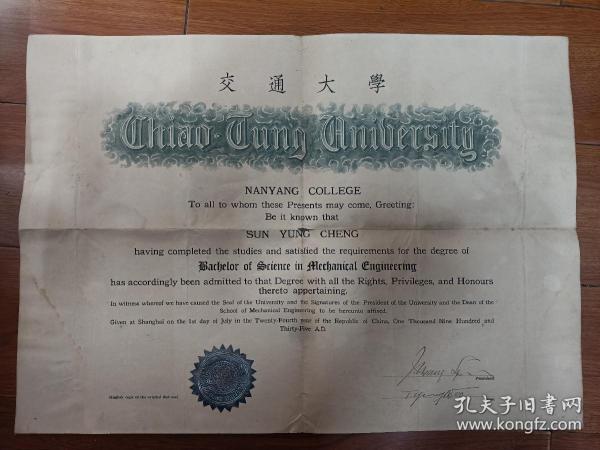 交通大學
Chiao-Tung University
NANYANG COLLEGE
To all to whom these Presents may come, Greeting:
Be it known that
SUN YUNG CHENG
having completed the studies and satisfied the requirements for the degree of
Bachelor of Science in Mechanical Engineering
has accordingly been admitted to that Degree with all the Rights, Privileges, and Honours
thereto appertaining.
In witness whereof we have caused the Seal of the University and the Signatures of the President of the University and the Dean of the
School of Mechanical Engineering to be hereunto affixed.
Given at Shanghai on the 1st day of July in the Twenty-Fourth year of the Republic of China, One Thousand Nine Hundred and
Thirty-Five A.D.
President
English copy of the original
孔夫子旧书网
www.kongfz.com